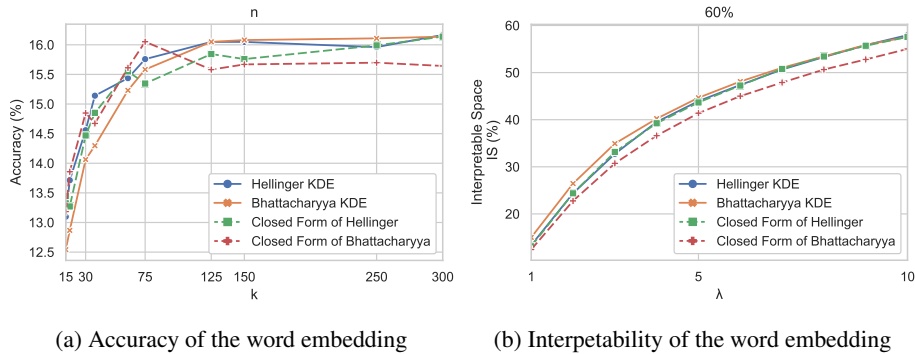 n
Accuracy (%)
16.0
15.5
15.0
14.5
14.0
13.5
13.0
12.5
15 30 75 125 150 250 300
k
Hellinger KDE
Bhattacharyya KDE
Closed Form of Hellinger
Closed Form of Bhattacharyya
(a) Accuracy of the word embedding
60%
Interpretable Space
IS (%)
60
50
40
30
20
1 5 10
λ
Hellinger KDE
Bhattacharyya KDE
Closed Form of Hellinger
Closed Form of Bhattacharyya
(b) Interpetability of the word embedding